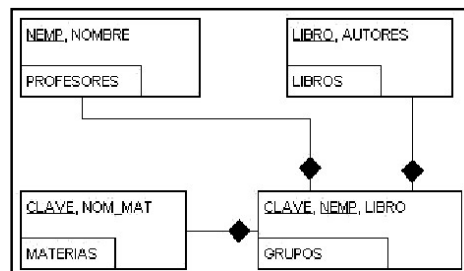 NEMP, NOMBRE
PROFESORES
LIBRO, AUTORES
LIBROS
CLAVE, NOM_MAT
MATERIAS
CLAVE, NEMP, LIBRO
GRUPOS